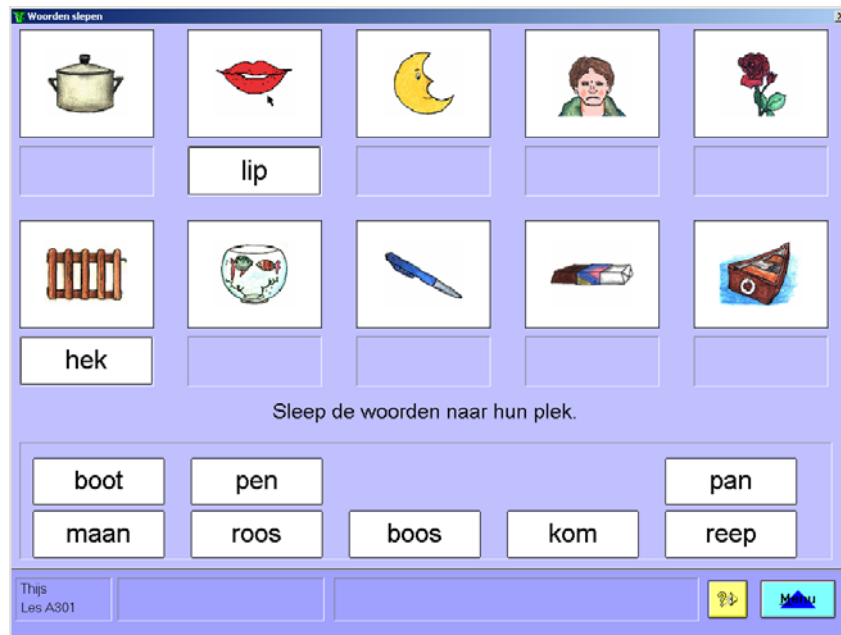 Woorden slepen
lip
hek
Sleep de woorden naar hun plek.
boot pen pan
maan roos boos kom reep
Thijs
Les A301
Menu